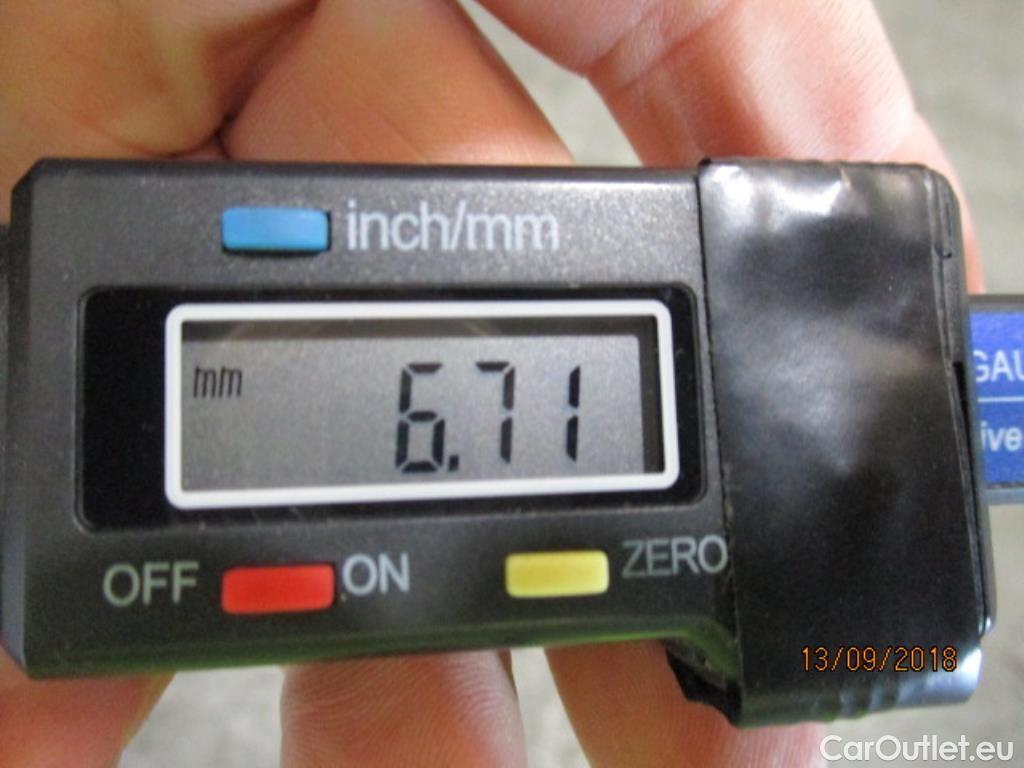 inch/mm
mm 6.71
OFF ON ZERO
13/09/2018
CarOutlet.eu